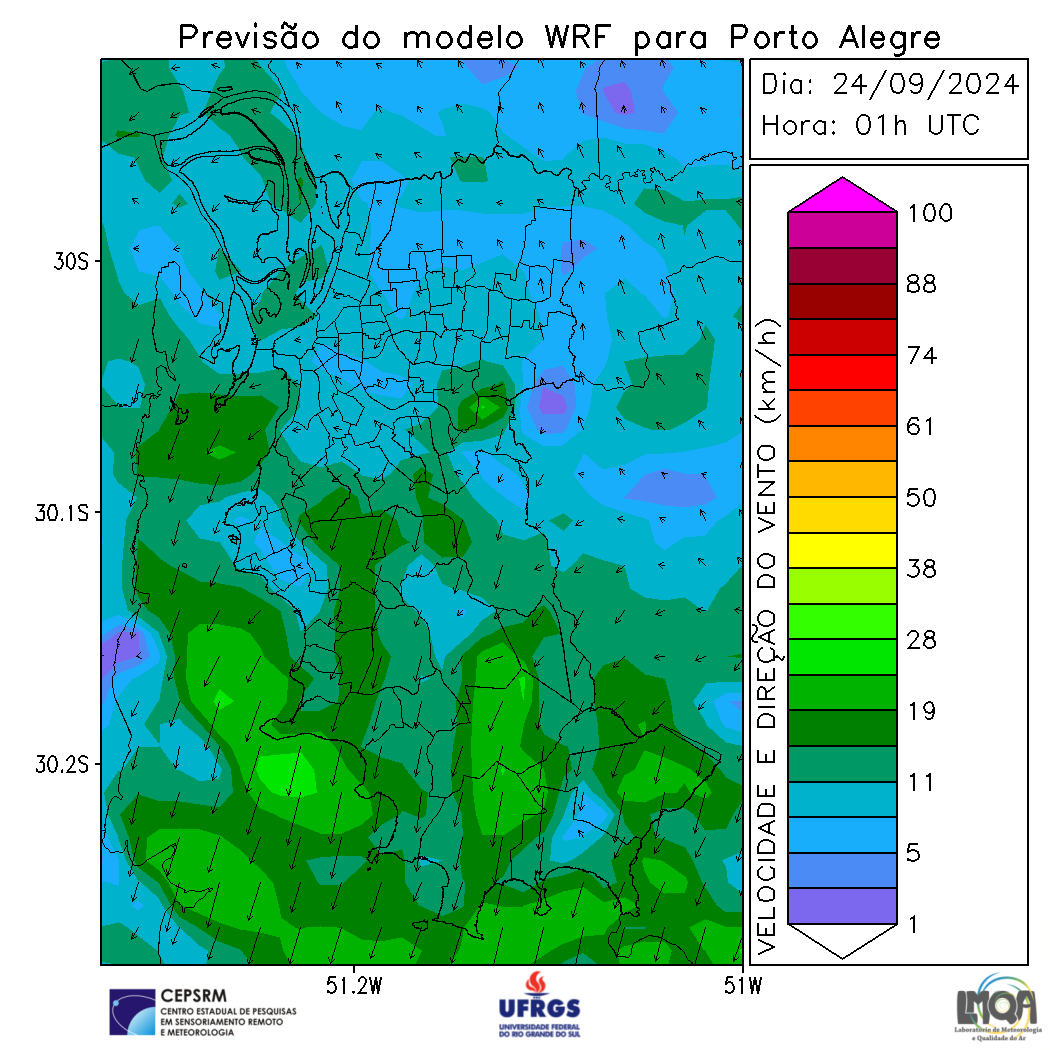 Previsão do modelo WRF para Porto Alegre
Dia: 24/09/2024
Hora: 01h UTC
30S
30.1S
30.2S
51.2W
51W
VELOCIDADE E DIREÇÃO DO VENTO (km/h)
100
88
74
61
50
38
28
19
11
5
1
CEPSRM
CENTRO ESTADUAL DE PESQUISAS
EM SENSORIAMENTO REMOTO
E METEOROLOGIA
UFRGS
UNIVERSIDADE FEDERAL
DO RIO GRANDE DO SUL
LMQA
Laboratório de Meteorologia
e Qualidade do Ar